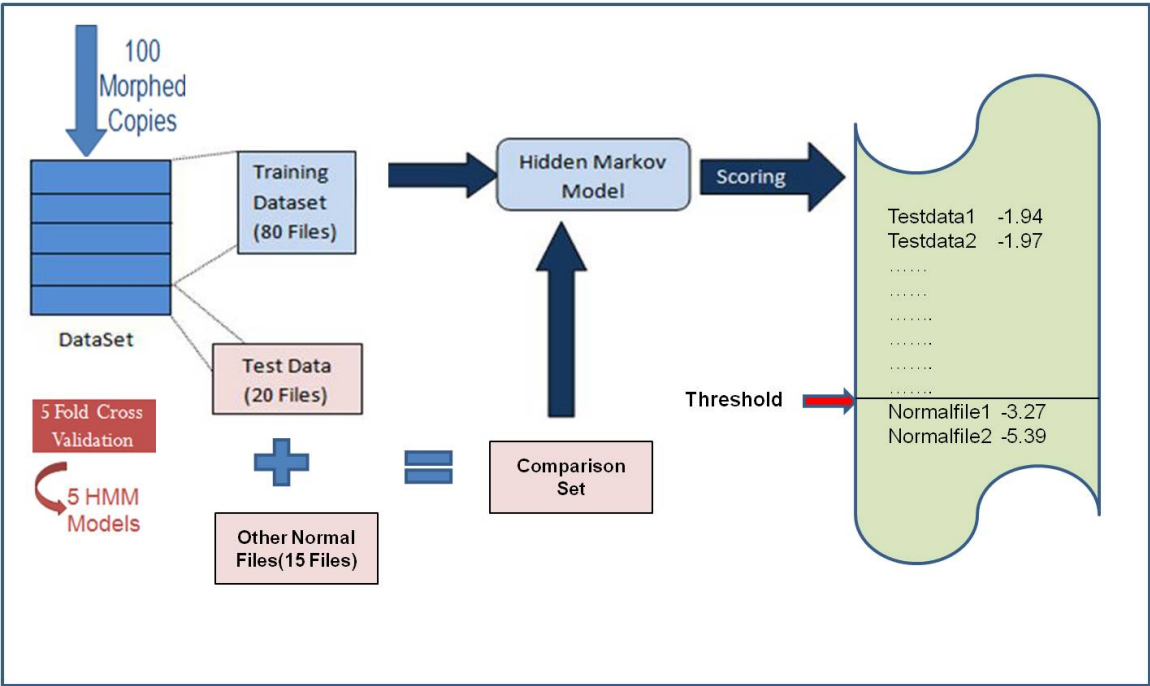 100
Morphed
Copies
DataSet
Training
Dataset
(80 Files)
Test Data
(20 Files)
5 Fold Cross
Validation
5 HMM
Models
Other Normal
Files(15 Files)
Comparison
Set
Hidden Markov
Model
Scoring
Threshold
Testdata1 -1.94
Testdata2 -1.97
......
......
.......
.......
.......
.......
Normalfile1 -3.27
Normalfile2 -5.39